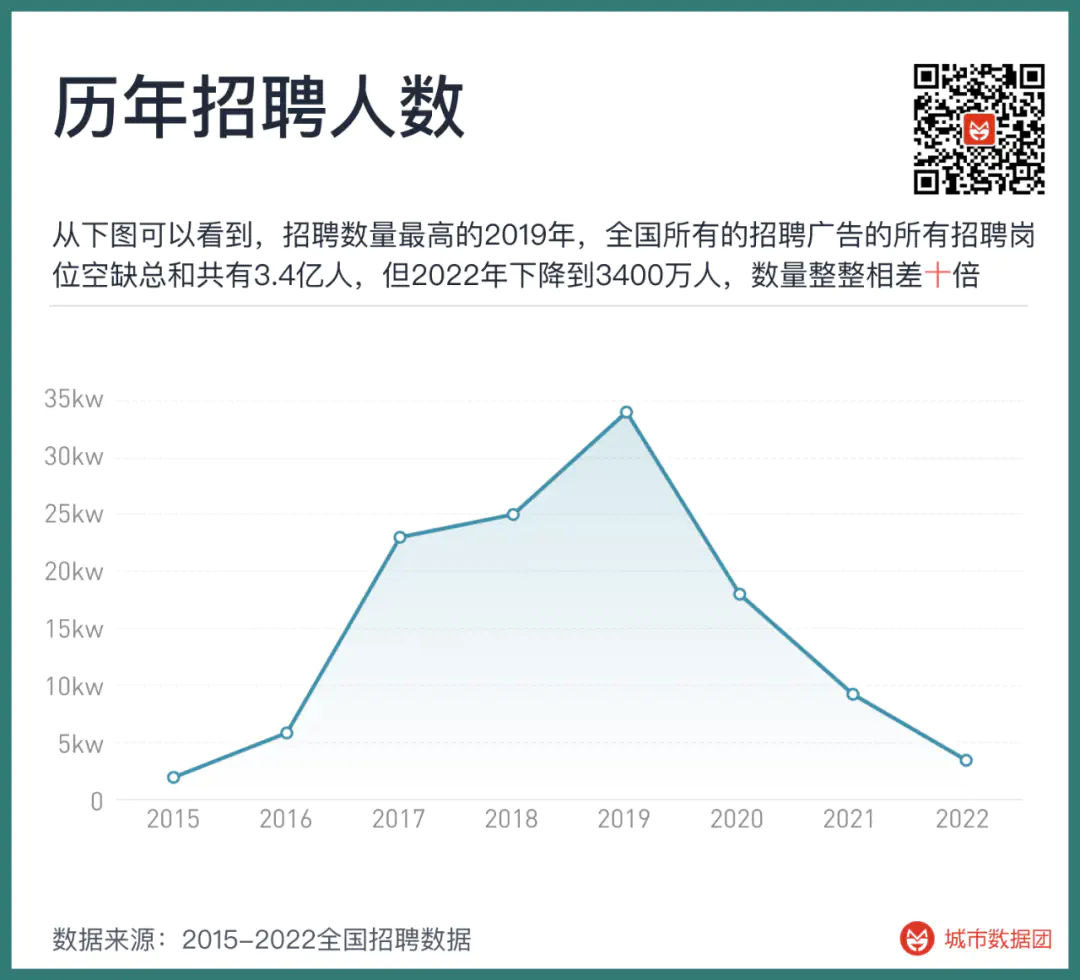 历年招聘人数
从下图可以看到，招聘数量最高的2019年，全国所有的招聘广告的所有招聘岗
位空缺总和共有3.4亿人，但2022年下降到3400万人，数量整整相差十倍
35kw
30kw
25kw
20kw
15kw
10kw
5kw
0
2015 2016 2017 2018 2019 2020 2021 2022
数据来源：2015-2022全国招聘数据
城市数据团